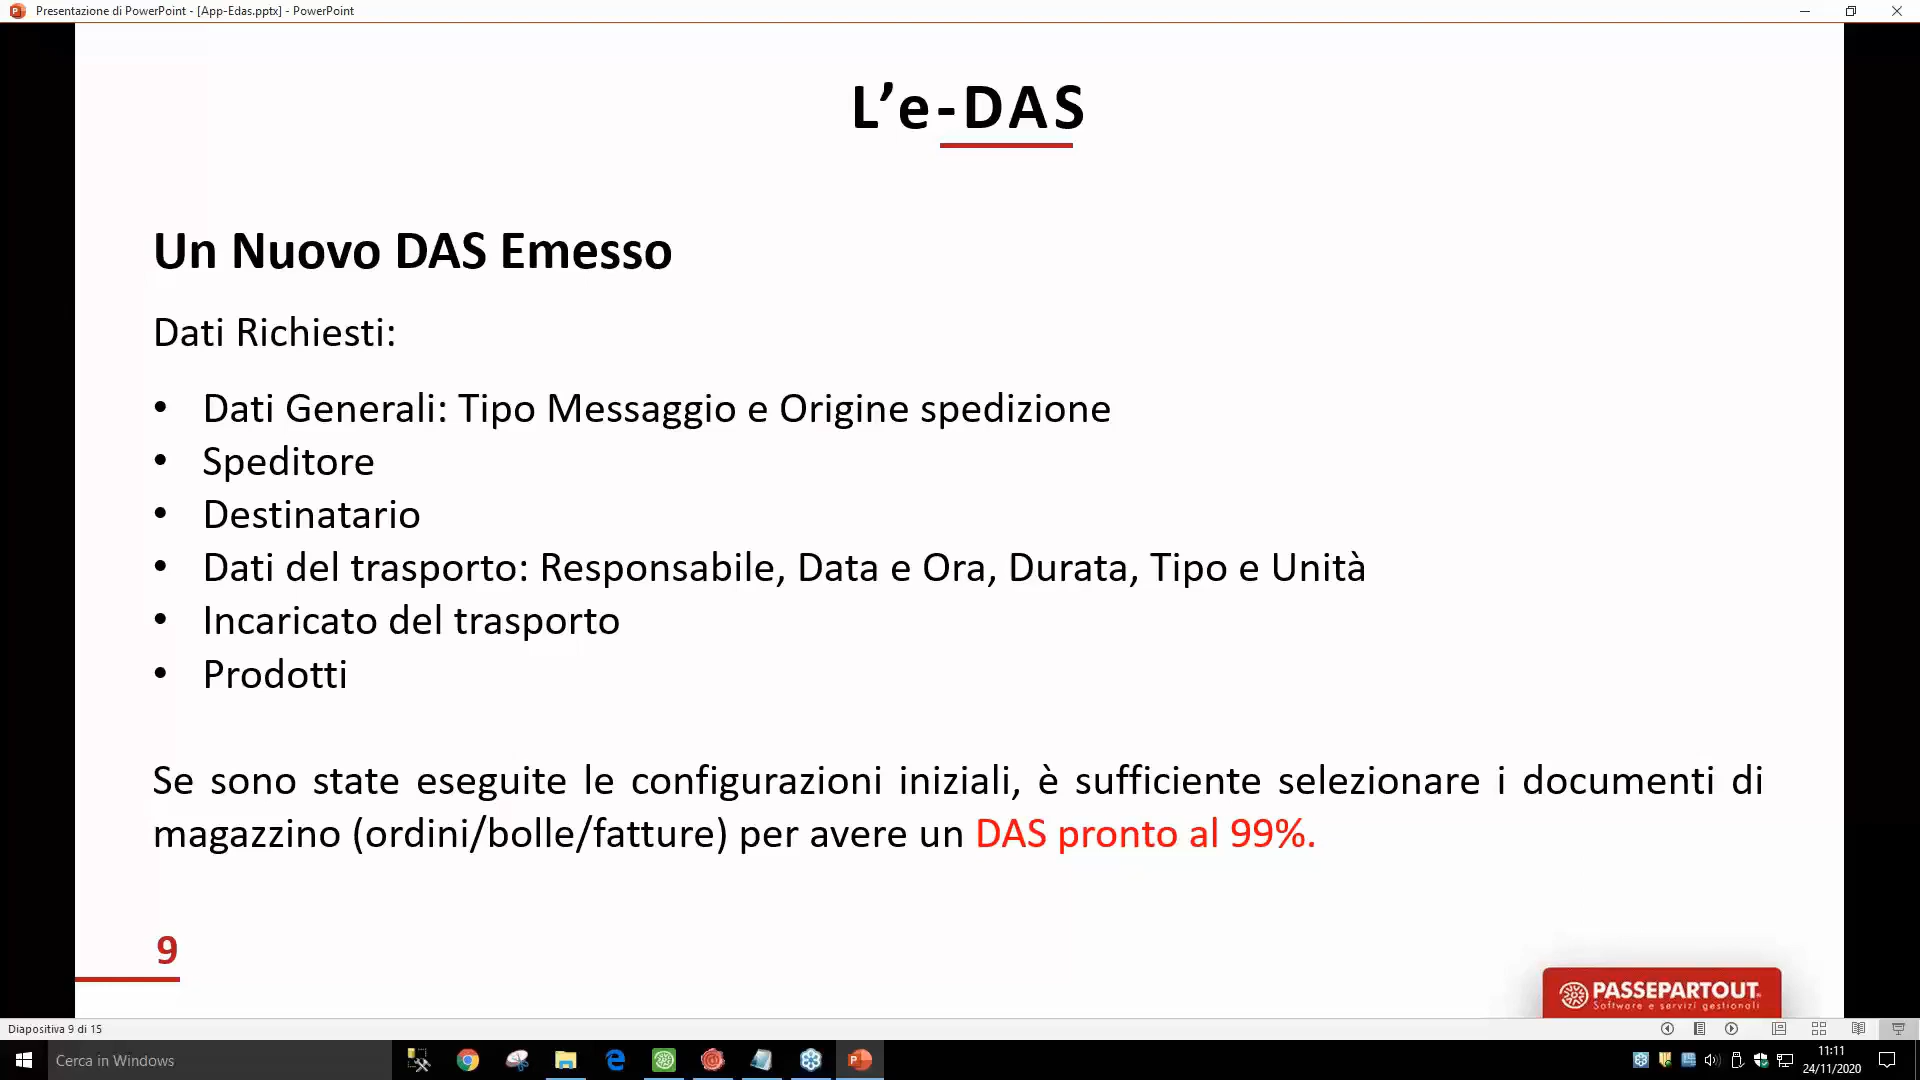 Presentazione di PowerPoint - [App-Edas.pptx] - PowerPoint
L’e-DAS
Un Nuovo DAS Emesso
Dati Richiesti:
• Dati Generali: Tipo Messaggio e Origine spedizione
• Speditore
• Destinatario
• Dati del trasporto: Responsabile, Data e Ora, Durata, Tipo e Unità
• Incaricato del trasporto
• Prodotti
Se sono state eseguite le configurazioni iniziali, è sufficiente selezionare i documenti di
magazzino (ordini/bolle/fatture) per avere un DAS pronto al 99%.
9
PASSEPARTOUT
Software e servizi gestionali
Diapositiva 9 di 15
Cerca in Windows
11:11
24/11/2020